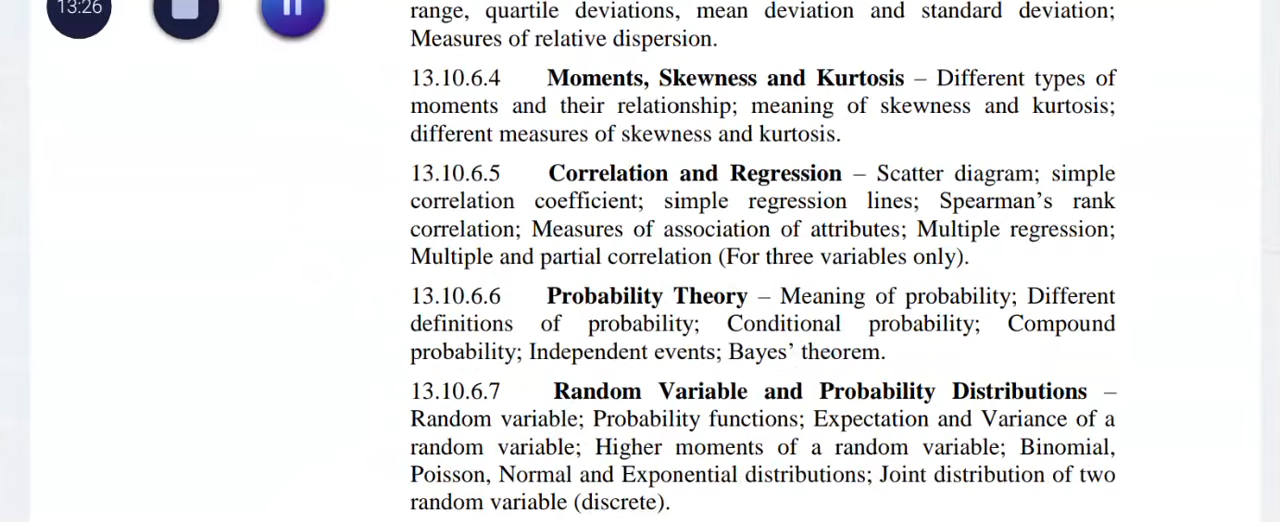 13:26
range, quartile deviations, mean deviation and standard deviation;
Measures of relative dispersion.
13.10.6.4 Moments, Skewness and Kurtosis – Different types of
moments and their relationship; meaning of skewness and kurtosis;
different measures of skewness and kurtosis.
13.10.6.5 Correlation and Regression – Scatter diagram; simple
correlation coefficient; simple regression lines; Spearman’s rank
correlation; Measures of association of attributes; Multiple regression;
Multiple and partial correlation (For three variables only).
13.10.6.6 Probability Theory – Meaning of probability; Different
definitions of probability; Conditional probability; Compound
probability; Independent events; Bayes’ theorem.
13.10.6.7 Random Variable and Probability Distributions –
Random variable; Probability functions; Expectation and Variance of a
random variable; Higher moments of a random variable; Binomial,
Poisson, Normal and Exponential distributions; Joint distribution of two
random variable (discrete).